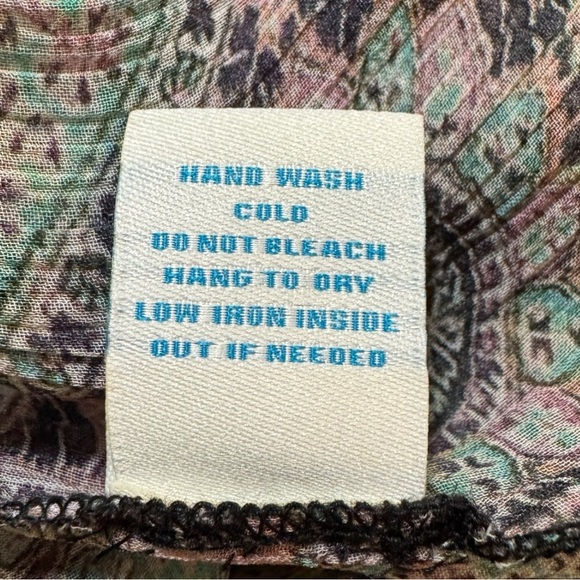 HAND WASH
COLD
DO NOT BLEACH
HANG TO DRY
LOW IRON INSIDE
OUT IF NEEDED